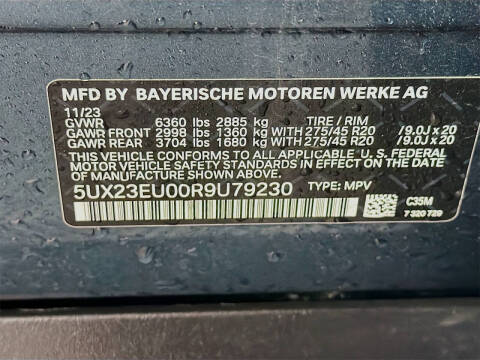 MFD BY BAYERISCHE MOTOREN WERKE AG
11/23
GVWR 6360 lbs 2885 kg TIRE / RIM
GAWR FRONT 2998 lbs 1360 kg WITH 275/45 R20 / 9.0J x 20
GAWR REAR 3704 lbs 1680 kg WITH 275/45 R20 / 9.0J x 20
THIS VEHICLE CONFORMS TO ALL APPLICABLE U.S. FEDERAL
MOTOR VEHICLE SAFETY STANDARDS IN EFFECT ON THE DATE
OF MANUFACTURE SHOWN ABOVE.
5UX23EU00R9U79230 TYPE: MPV
C35M
7 320 729